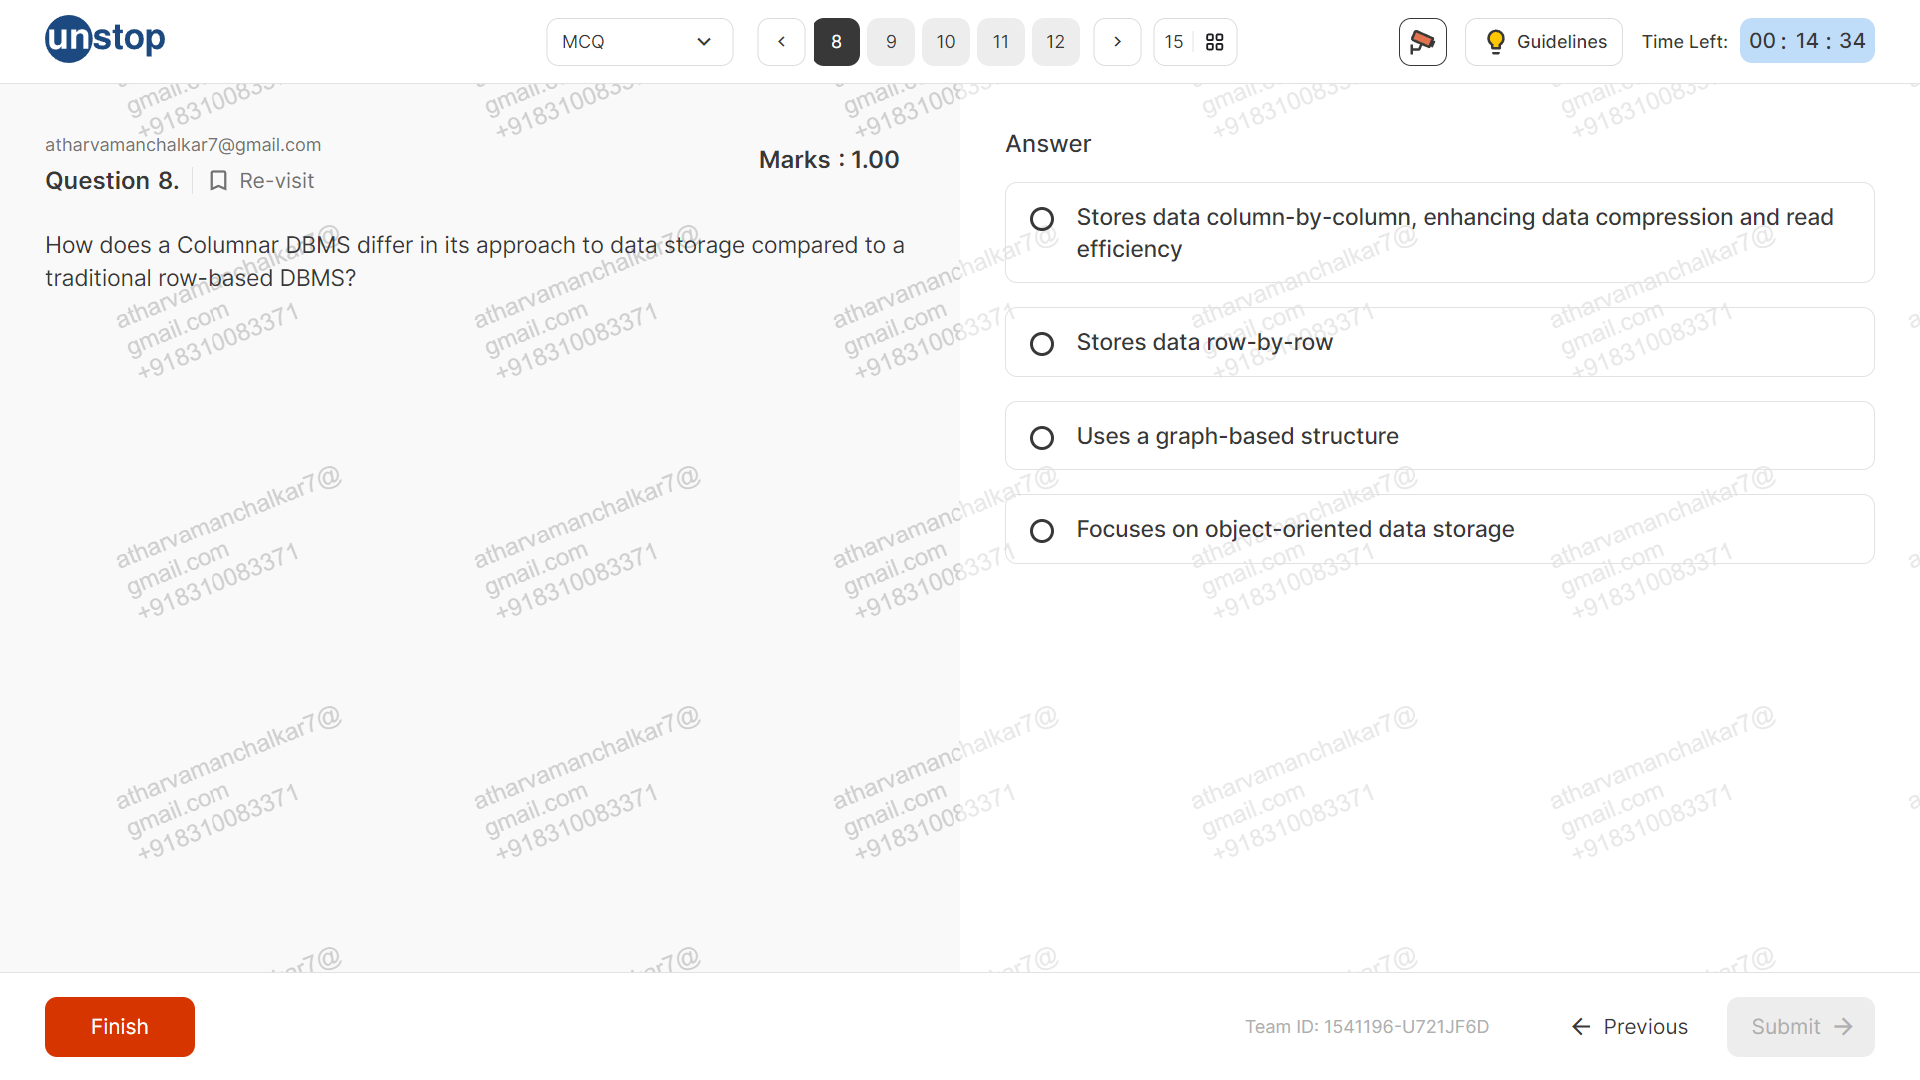 unstop
MCQ
8
9
10
11
12
15
Guidelines
Time Left:
00 : 14 : 34
atharvamanchalkar7@gmail.com
Question 8.
Re-visit
Marks : 1.00
How does a Columnar DBMS differ in its approach to data storage compared to a
traditional row-based DBMS?
Answer
Stores data column-by-column, enhancing data compression and read
efficiency
Stores data row-by-row
Uses a graph-based structure
Focuses on object-oriented data storage
atharvamanchalkar7@
gmail.com
+918310083371
Finish
Team ID: 1541196-U721JF6D
Previous
Submit